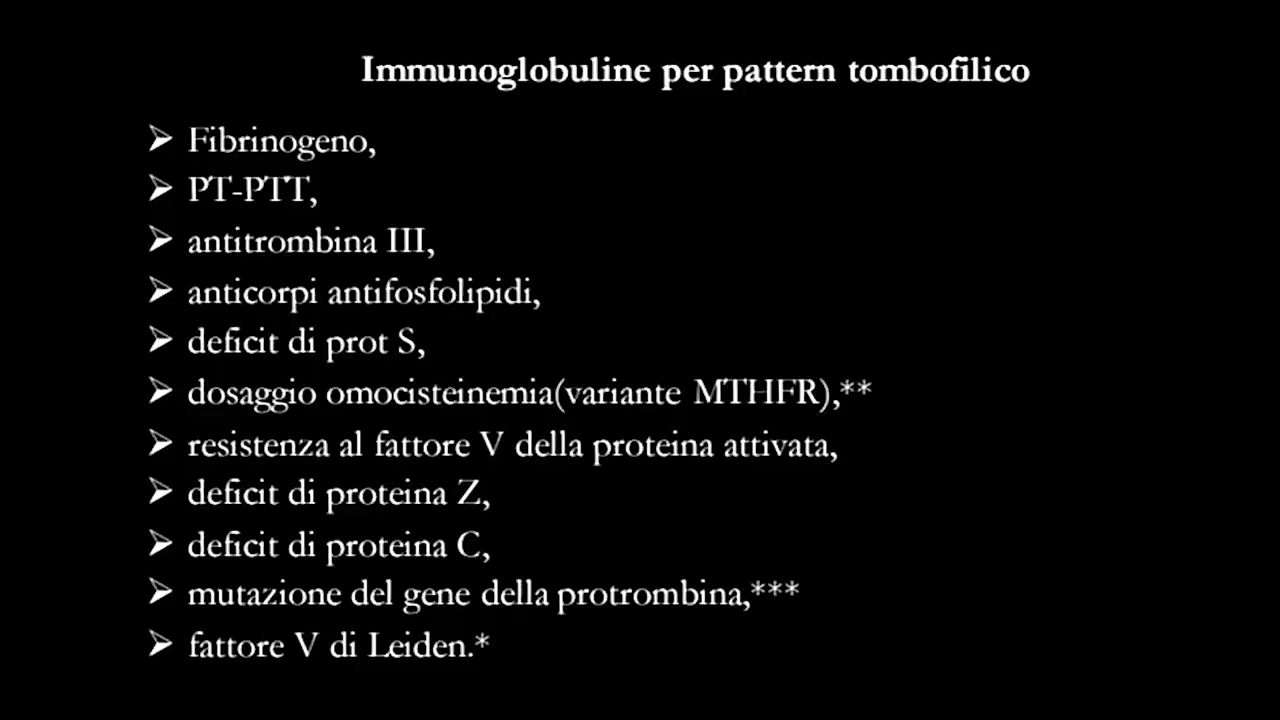 Immunoglobuline per pattern tombofilico
➢ Fibrinogeno,
➢ PT-PTT,
➢ antitrombina III,
➢ anticorpi antifosfolipidi,
➢ deficit di prot S,
➢ dosaggio omocisteinemia(variante MTHFR),**
➢ resistenza al fattore V della proteina attivata,
➢ deficit di proteina Z,
➢ deficit di proteina C,
➢ mutazione del gene della protrombina,***
➢ fattore V di Leiden.*